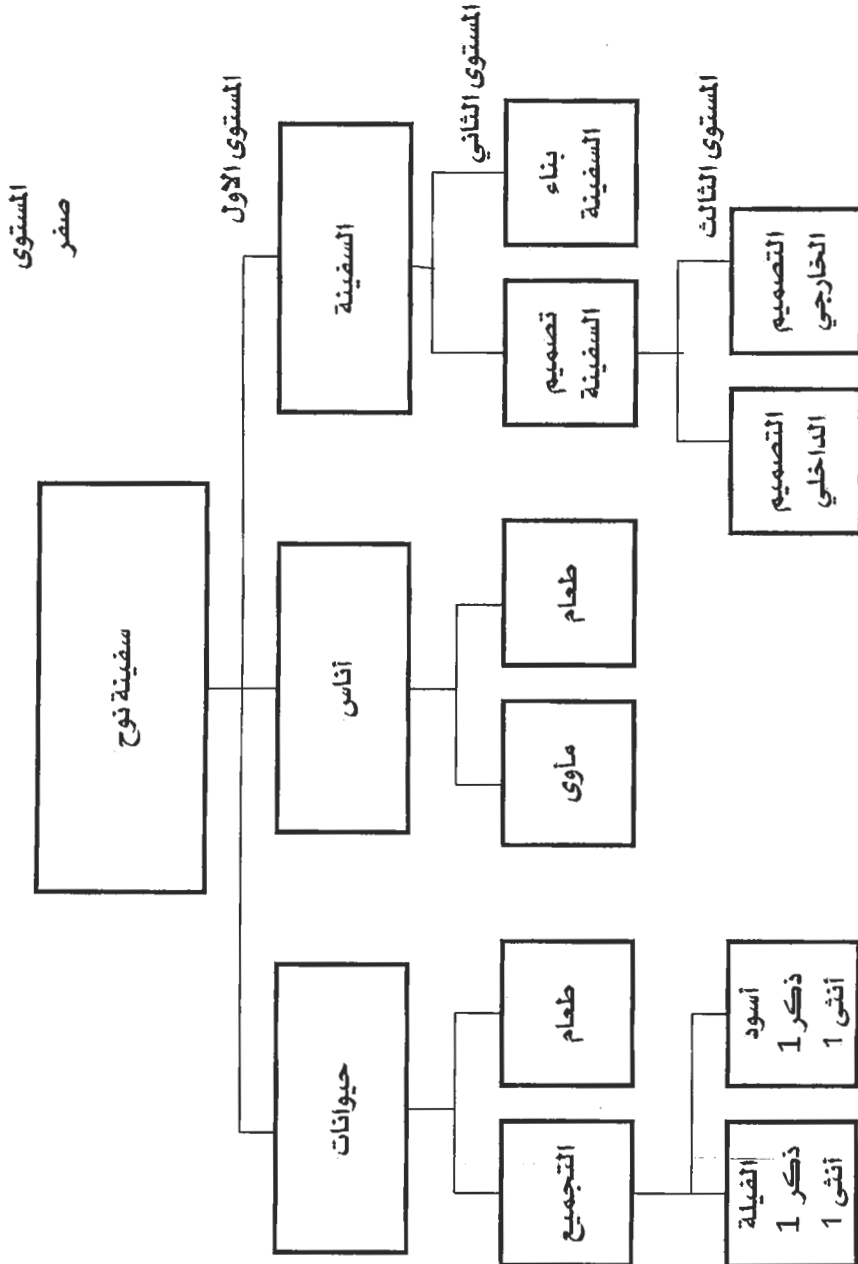 المستوى
صفر
سفينة نوح
المستوى الاول
السفينة
أناس
حيوانات
المستوى الثاني
بناء
السفينة
تصميم
السفينة
طعام
مأوى
طعام
التجميع
المستوى الثالث
التصميم
الخارجي
التصميم
الداخلي
أسود
ذكر 1
أنثى 1
الفيلة
ذكر 1
أنثى 1